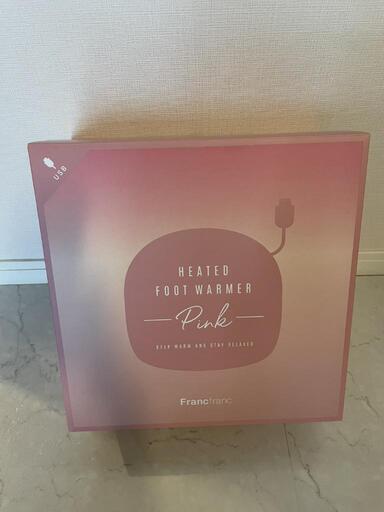 USB
HEATED
FOOT WARMER
Pink
KEEP WARM AND STAY RELAXED
Francfranc